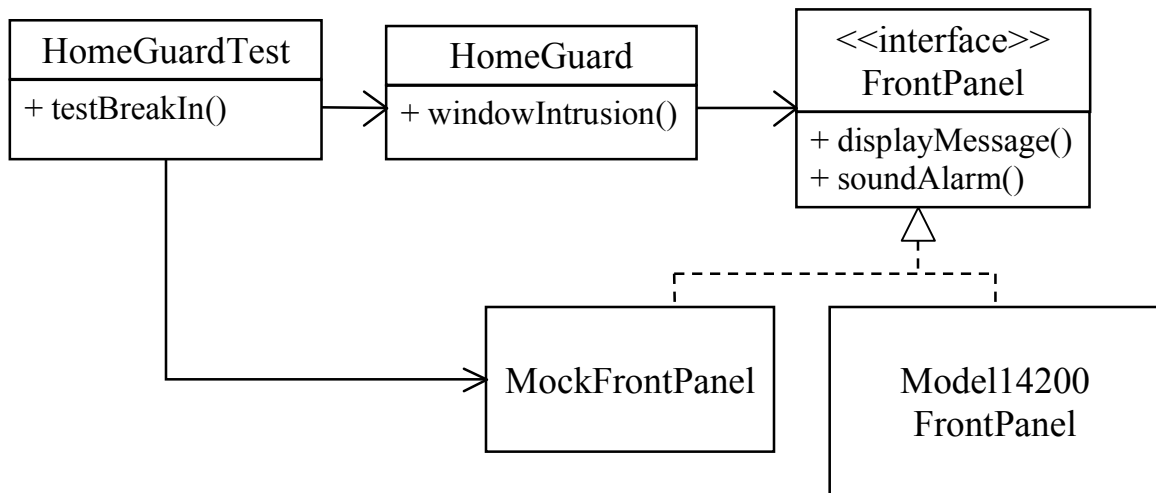 HomeGuardTest
+ testBreakIn()
HomeGuard
+ windowIntrusion()
<<interface>>
FrontPanel
+ displayMessage()
+ soundAlarm()
MockFrontPanel
Model14200
FrontPanel